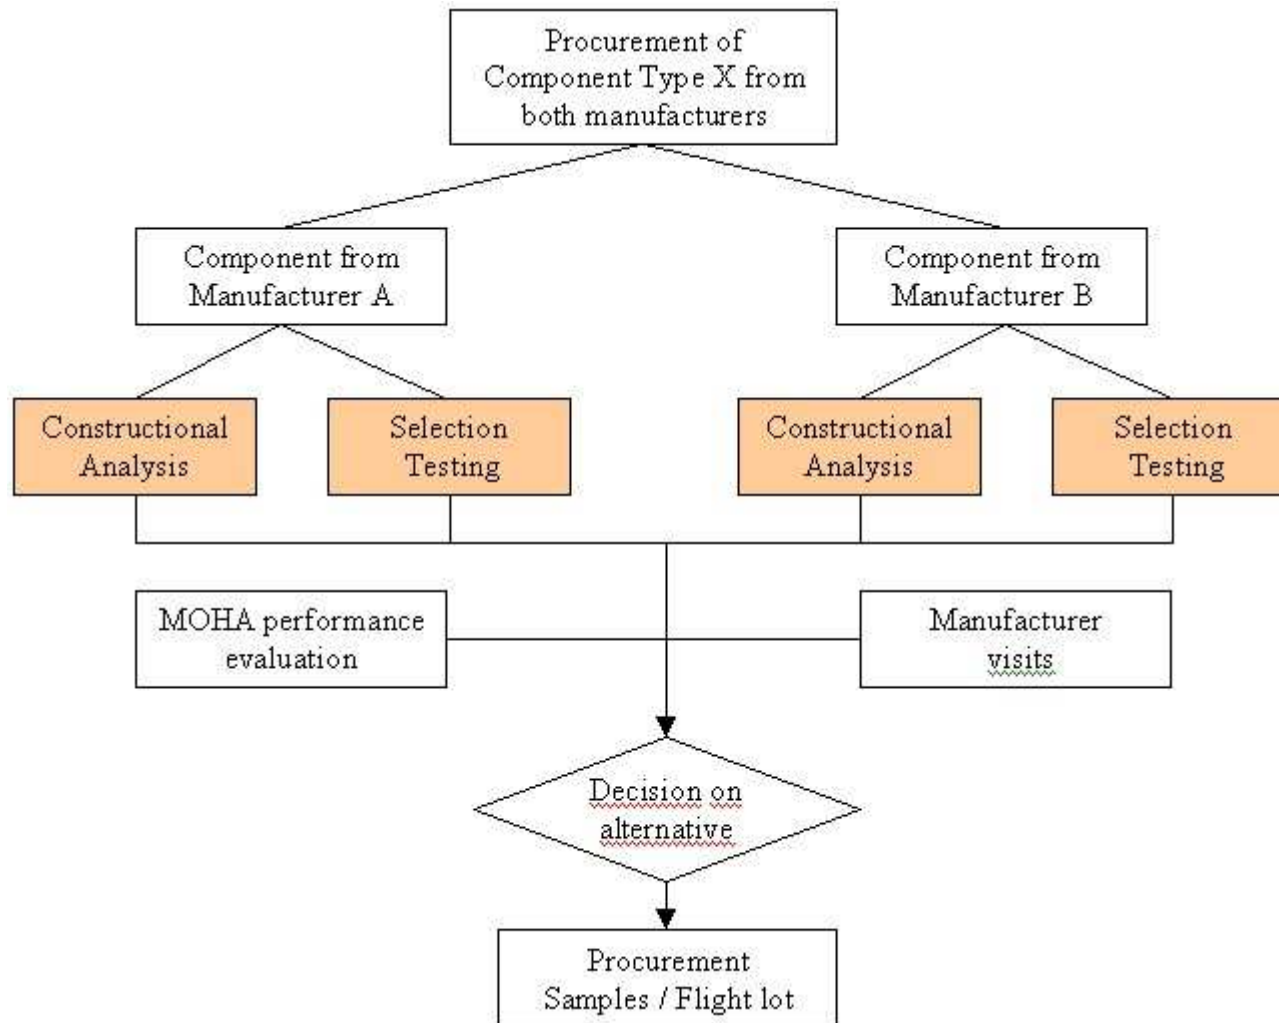 Procurement of
Component Type X from
both manufacturers
Component from
Manufacturer A
Component from
Manufacturer B
Constructional
Analysis
Selection
Testing
Constructional
Analysis
Selection
Testing
MOHA performance
evaluation
Manufacturer
visits
Decision on
alternative
Procurement
Samples / Flight lot